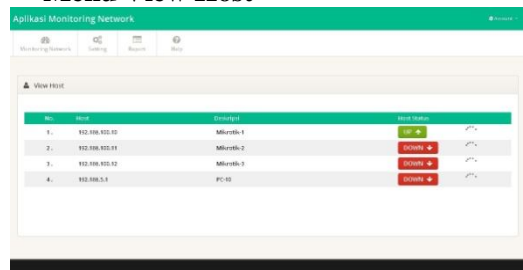 Menu View Host
Aplikasi Monitoring Network
Account
Monitoring Network Setting Report Help
View Host
No. Host Deskripsi Host Status
1. 192.168.100.10 Mikrotik-1 UP
2. 192.168.100.11 Mikrotik-2 DOWN
3. 192.168.100.12 Mikrotik-3 DOWN
4. 192.168.5.1 PC-10 DOWN